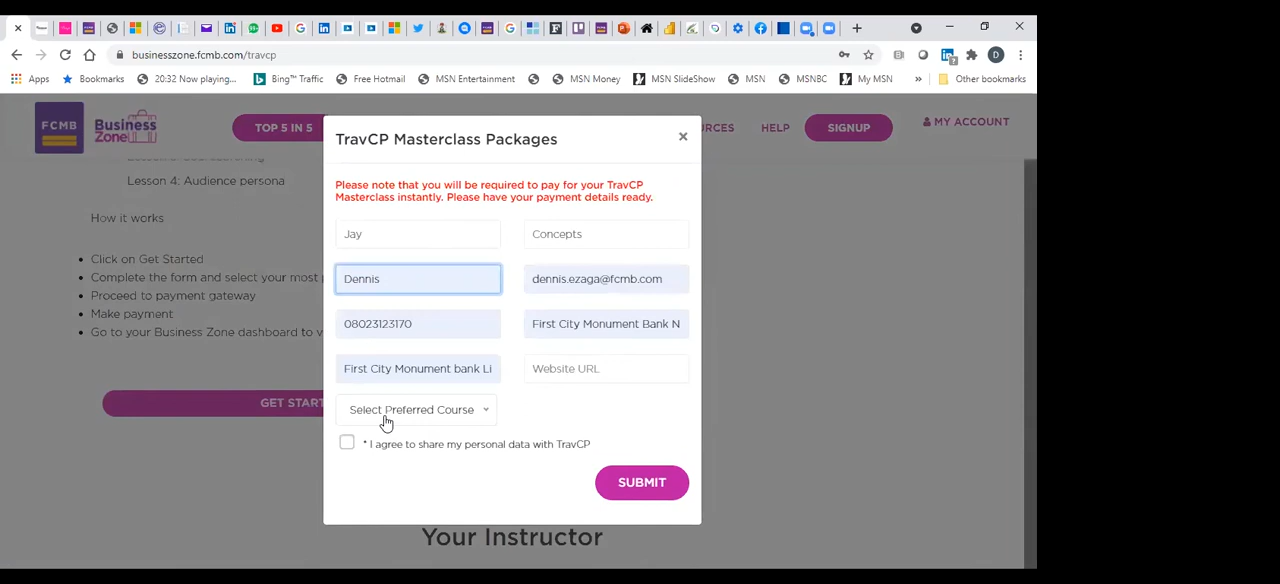 businesszone.fcmb.com/travcp
D
Apps
Bookmarks
20:32 Now playing...
Bing™ Traffic
Free Hotmail
MSN Entertainment
MSN Money
MSN SlideShow
MSN
MSNBC
My MSN
»
Other bookmarks
FCMB
Business
Zone
TOP 5 IN 5
HELP
SIGNUP
MY ACCOUNT
TravCP Masterclass Packages
×
Please note that you will be required to pay for your TravCP
Masterclass instantly. Please have your payment details ready.
Lesson 4: Audience persona
How it works
Click on Get Started
Complete the form and select your most
Proceed to payment gateway
Make payment
Go to your Business Zone dashboard to v
GET START
Jay
Concepts
Dennis
dennis.ezaga@fcmb.com
08023123170
First City Monument Bank N
First City Monument bank Li
Website URL
Select Preferred Course
* I agree to share my personal data with TravCP
SUBMIT
Your Instructor